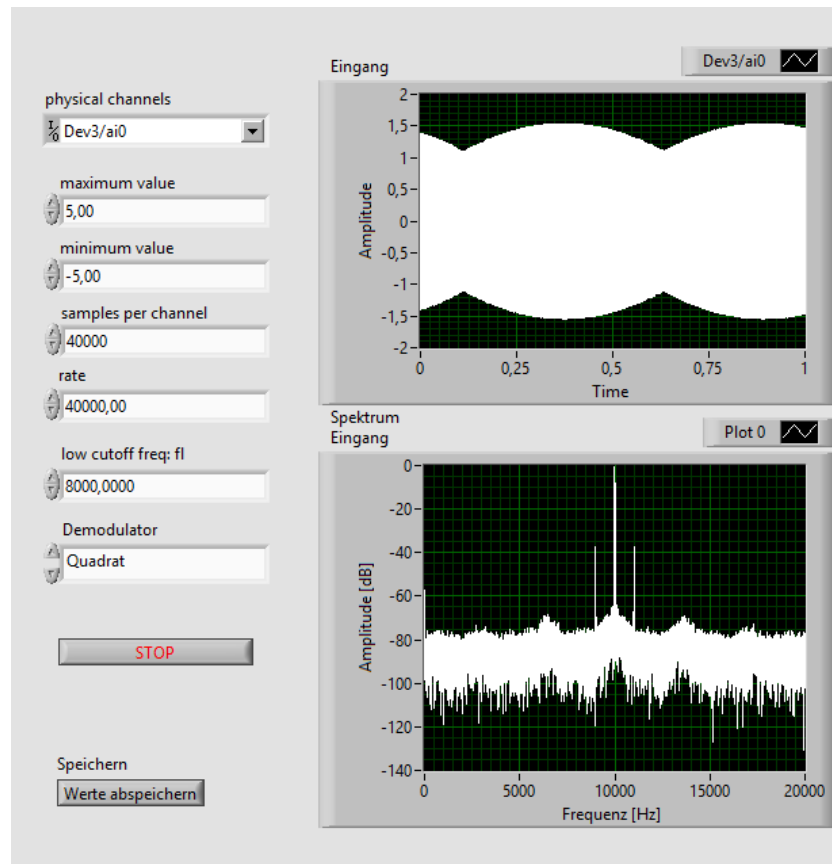 physical channels
I/0 Dev3/ai0
maximum value
5,00
minimum value
-5,00
samples per channel
40000
rate
40000,00
low cutoff freq: fl
8000,0000
Demodulator
Quadrat
STOP
Speichern
Werte abspeichern
Eingang
Dev3/ai0
Amplitude
2
1,5
1
0,5
0
-0,5
-1
-1,5
-2
0 0,25 0,5 0,75 1
Time
Spektrum
Eingang
Plot 0
Amplitude [dB]
0
-20
-40
-60
-80
-100
-120
-140
0 5000 10000 15000 20000
Frequenz [Hz]